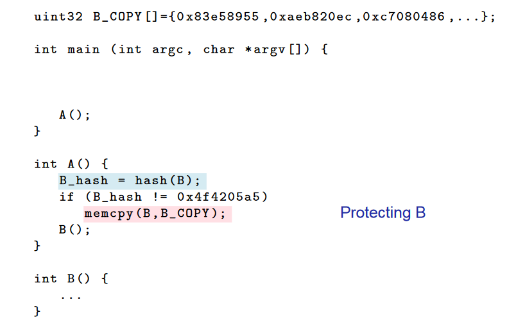 uint32 B_COPY[]={0x83e58955,0xaeb820ec,0xc7080486,...};
int main (int argc, char *argv[]) {
A();
}
int A() {
B_hash = hash(B);
if (B_hash != 0x4f4205a5)
memcpy(B,B_COPY);
Protecting B
B();
}
int B() {
...
}